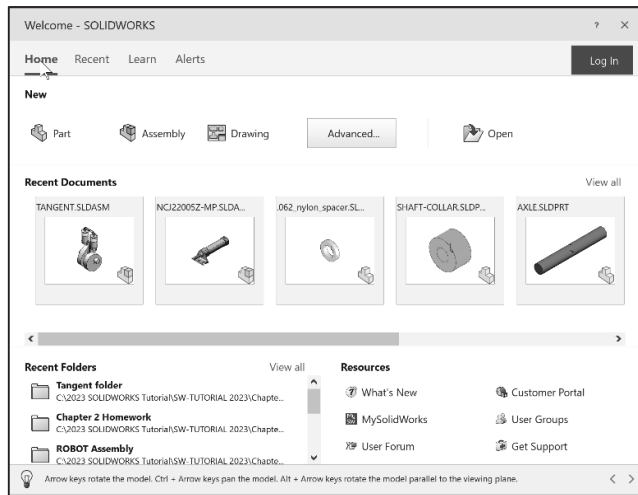 Welcome - SOLIDWORKS
?
Home Recent Learn Alerts
Log In
New
Part Assembly Drawing Advanced... Open
Recent Documents View all
TANGENT.SLDASM NCJ22005Z-MP.SLDA... .062_nylon_spacer.SL... SHAFT-COLLAR.SLDP... AXLE.SLDPRT
Recent Folders View all Resources
Tangent folder
C:\2023 SOLIDWORKS Tutorial\SW-TUTORIAL 2023\Chapte...
What's New Customer Portal
Chapter 2 Homework
C:\2023 SOLIDWORKS Tutorial\SW-TUTORIAL 2023\Chapte...
MySolidWorks User Groups
ROBOT Assembly
C:\2023 SOLIDWORKS Tutorial\SW-TUTORIAL 2023\Chapte...
User Forum Get Support
Arrow keys rotate the model. Ctrl + Arrow keys pan the model. Alt + Arrow keys rotate the model parallel to the viewing plane.